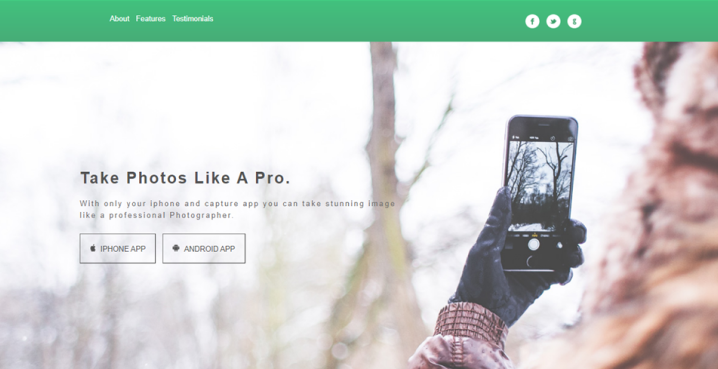 About Features Testimonials
Take Photos Like A Pro.
With only your iphone and capture app you can take stunning image
like a professional Photographer.
IPHONE APP ANDROID APP